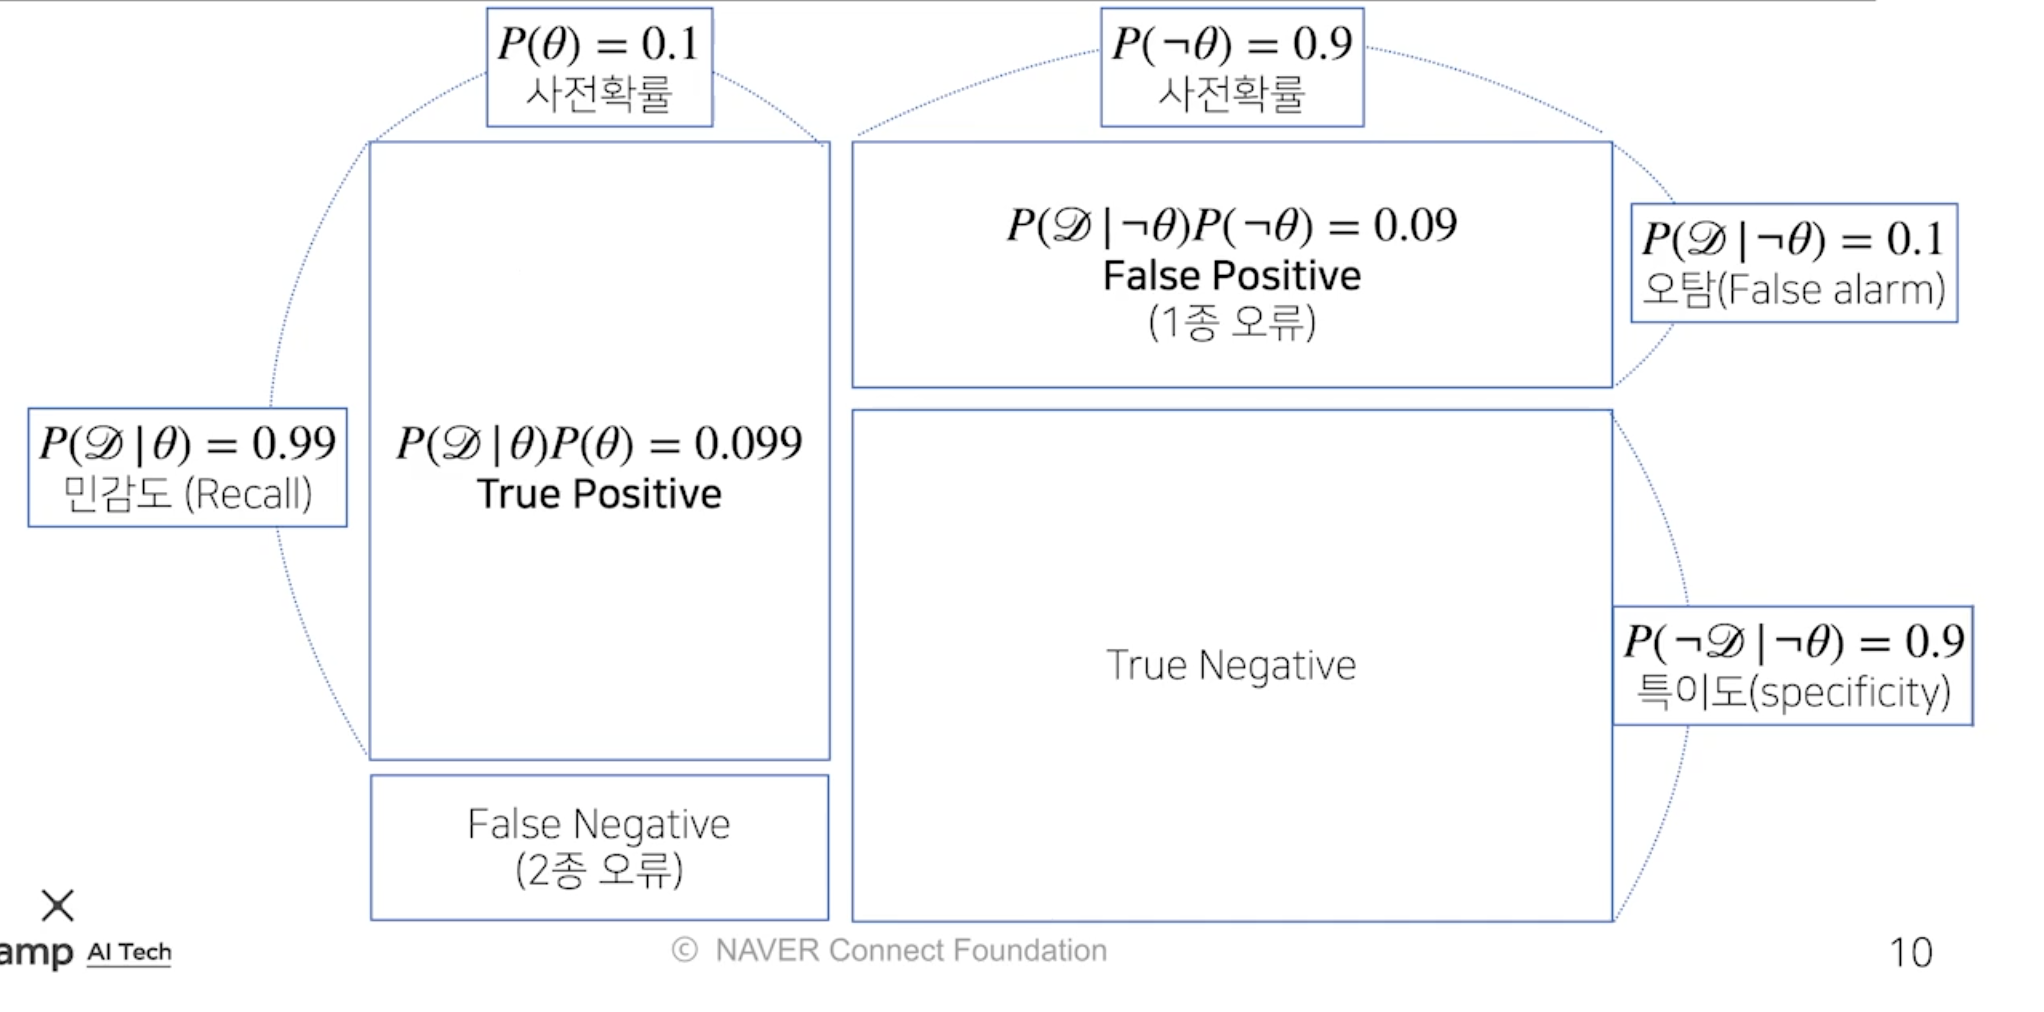 P(θ) = 0.1
사전확률
P(¬θ) = 0.9
사전확률
P(𝒟|¬θ)P(¬θ) = 0.09
False Positive
(1종 오류)
P(𝒟|¬θ) = 0.1
오탐(False alarm)
P(𝒟|θ) = 0.99
민감도 (Recall)
P(𝒟|θ)P(θ) = 0.099
True Positive
True Negative
P(¬𝒟|¬θ) = 0.9
특이도(specificity)
False Negative
(2종 오류)
amp AI Tech
© NAVER Connect Foundation
10